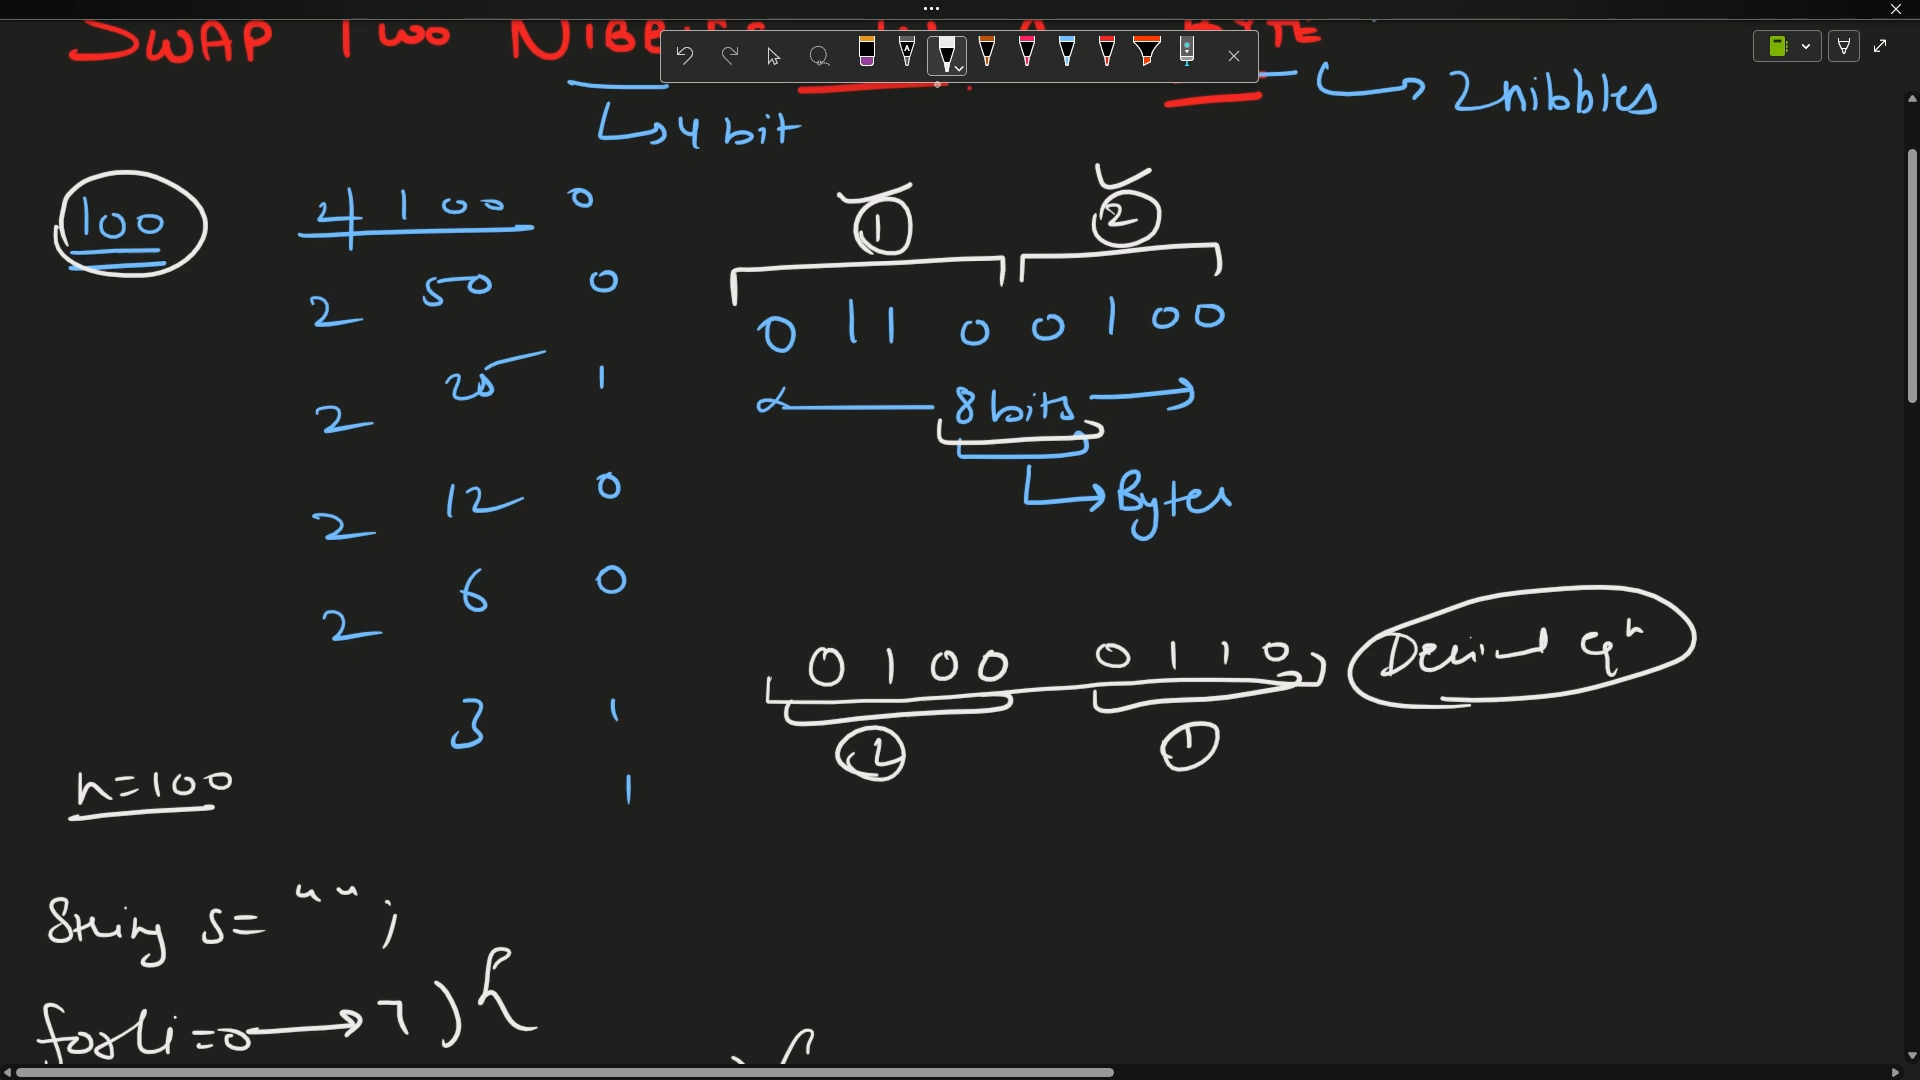 SWAP TWO NIBB
↳ 4 bit
↳ 2 nibbles
100
2 100 0
2 50 0
2 25 1
2 12 0
2 6 0
3 1
1
1 2
0 1 1 0 0 1 0 0
8 bits
↳ Bytes
0 1 0 0 0 1 1 0
2 1
n=100
String s= "";
for(i=0→7){